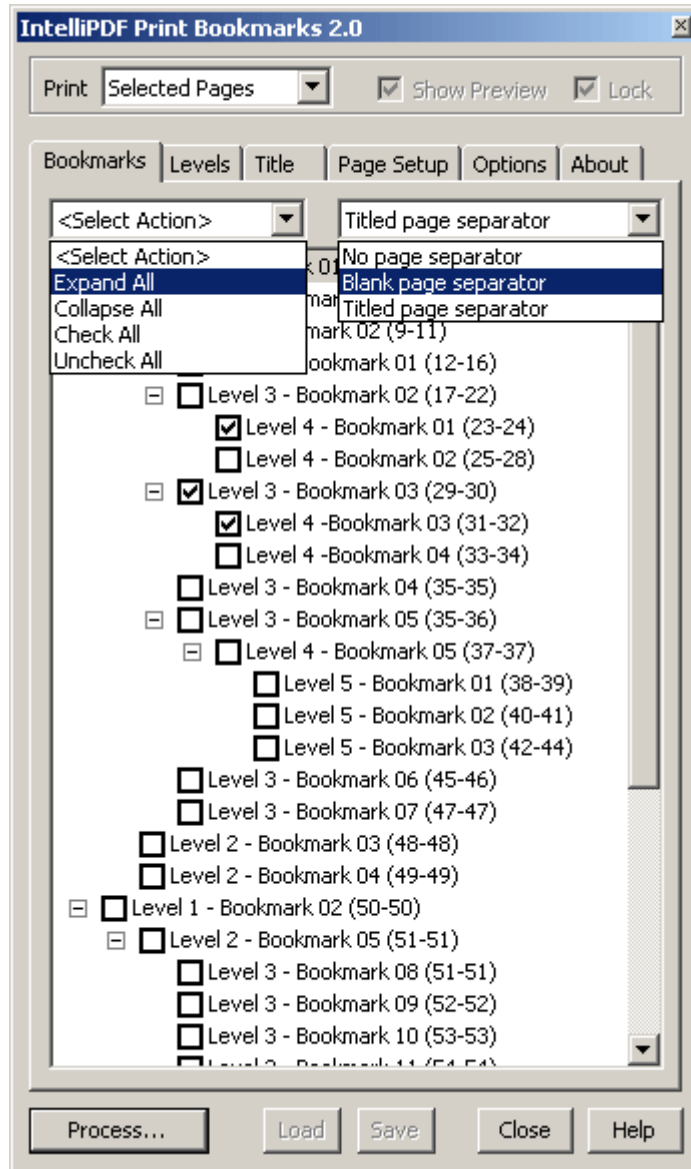 IntelliPDF Print Bookmarks 2.0
Print Selected Pages Show Preview Lock
Bookmarks Levels Title Page Setup Options About
<Select Action> Titled page separator
<Select Action> No page separator
Expand All Blank page separator
Collapse All Titled page separator
Check All 02 (9-11)
Uncheck All ookmark 01 (12-16)
Level 3 - Bookmark 02 (17-22)
Level 4 - Bookmark 01 (23-24)
Level 4 - Bookmark 02 (25-28)
Level 3 - Bookmark 03 (29-30)
Level 4 -Bookmark 03 (31-32)
Level 4 -Bookmark 04 (33-34)
Level 3 - Bookmark 04 (35-35)
Level 3 - Bookmark 05 (35-36)
Level 4 - Bookmark 05 (37-37)
Level 5 - Bookmark 01 (38-39)
Level 5 - Bookmark 02 (40-41)
Level 5 - Bookmark 03 (42-44)
Level 3 - Bookmark 06 (45-46)
Level 3 - Bookmark 07 (47-47)
Level 2 - Bookmark 03 (48-48)
Level 2 - Bookmark 04 (49-49)
Level 1 - Bookmark 02 (50-50)
Level 2 - Bookmark 05 (51-51)
Level 3 - Bookmark 08 (51-51)
Level 3 - Bookmark 09 (52-52)
Level 3 - Bookmark 10 (53-53)
Process... Load Save Close Help